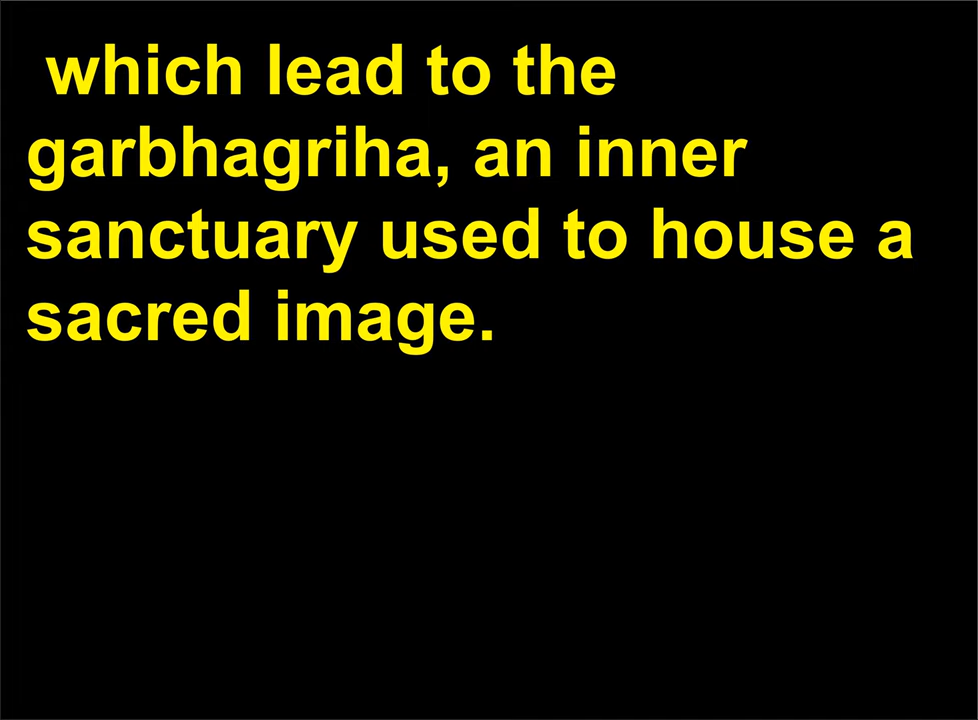 which lead to the
garbhagriha, an inner
sanctuary used to house a
sacred image.